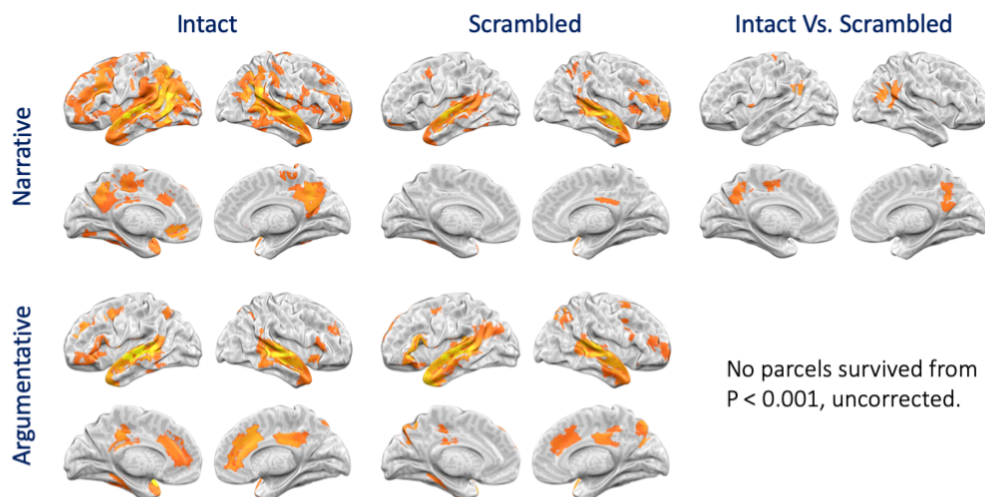 Intact
Scrambled
Intact Vs. Scrambled
Narrative
Argumentative
No parcels survived from
P < 0.001, uncorrected.